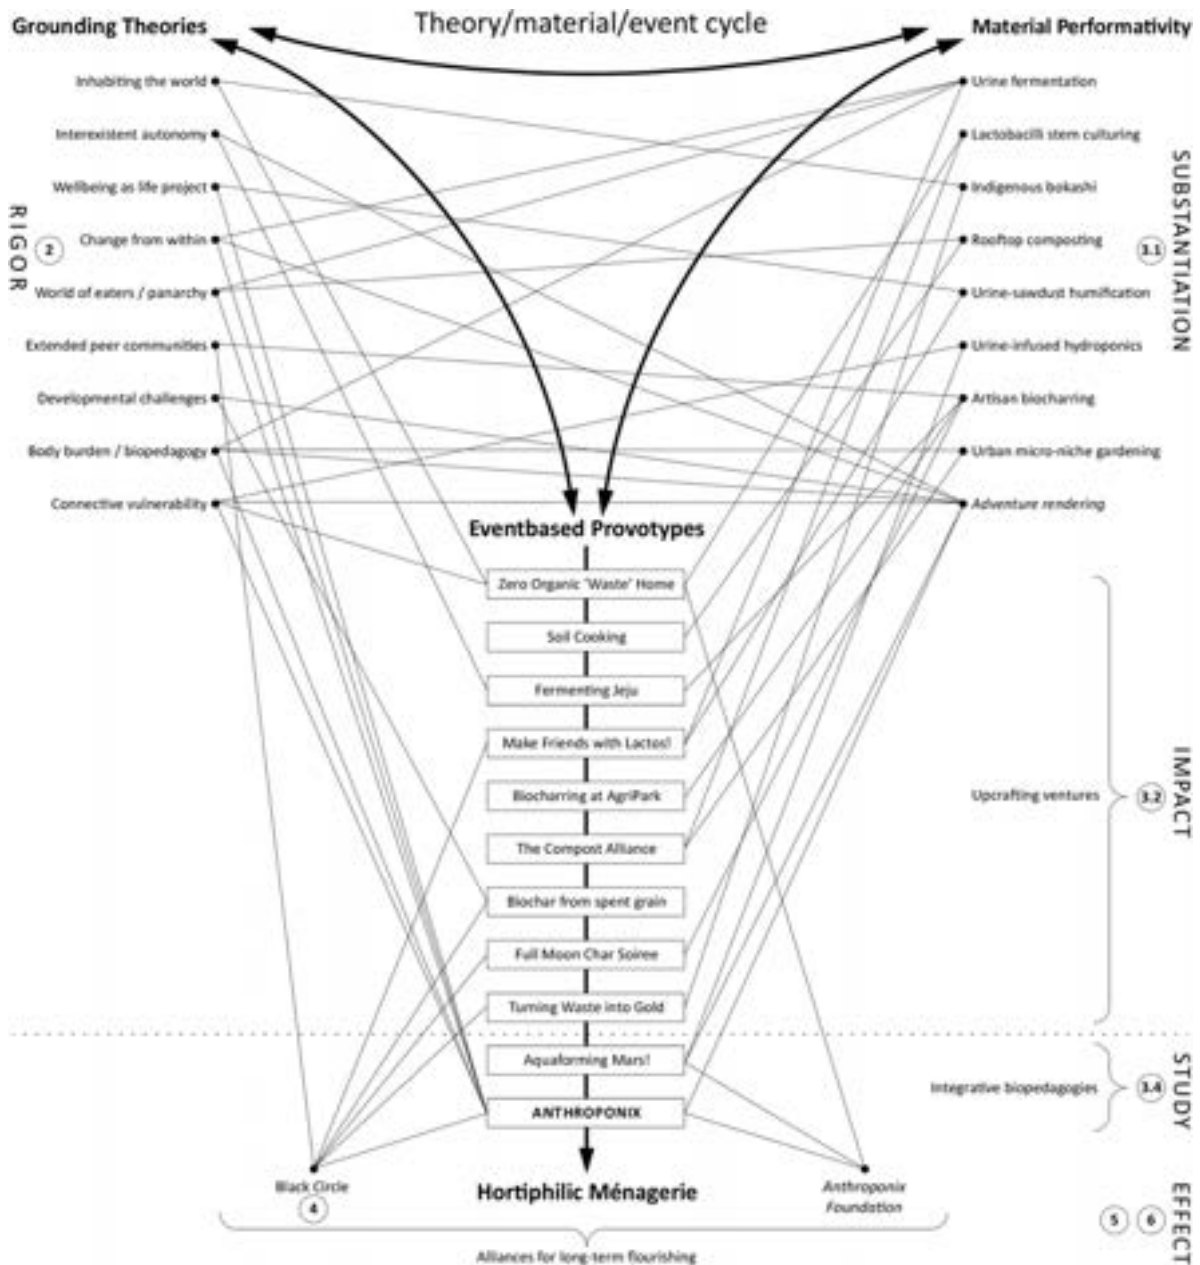 Theory/material/event cycle
Grounding Theories
Material Performativity
Inhabiting the world
Interexistent autonomy
Wellbeing as life project
Change from within
World of eaters / panarchy
Extended peer communities
Developmental challenges
Body burden / biopedagogy
Connective vulnerability
RIGOR
2
Urine fermentation
Lactobacilli stem culturing
Indigenous bokashi
Rooftop composting
Urine-sawdust humification
Urine-infused hydroponics
Artisan biocharring
Urban micro-niche gardening
Adventure rendering
SUBSTANTIATION
3.1
Eventbased Provotypes
Zero Organic 'Waste' Home
Soil Cooking
Fermenting Jeju
Make Friends with Lactos!
Biocharring at AgriPark
The Compost Alliance
Biochar from spent grain
Full Moon Char Soiree
Turning Waste into Gold
Aquaforming Mars!
ANTHROPONIX
Upcrafting ventures
3.2
IMPACT
Integrative biopedagogies
3.4
STUDY
Black Circle
4
Hortiphilic Ménagerie
Anthroponix
Foundation
5
6
EFFECT
Alliances for long-term flourishing